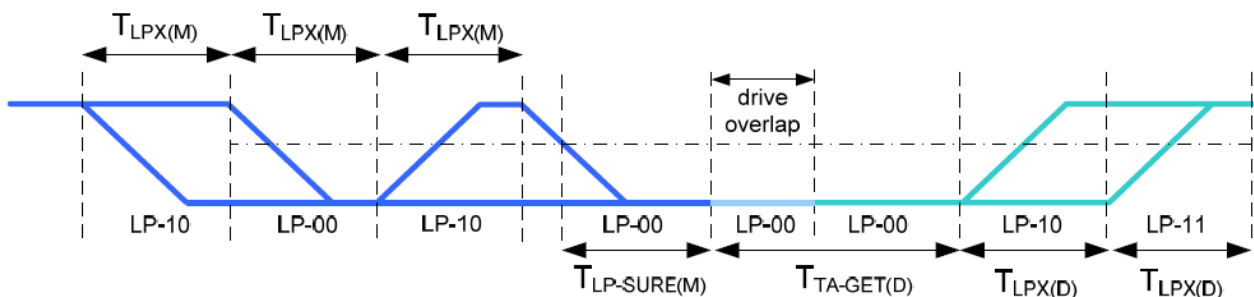 TLPX(M) TLPX(M) TLPX(M)
drive
overlap
LP-10 LP-00 LP-10 LP-00 LP-00 LP-00 LP-10 LP-11
TLP-SURE(M) TTA-GET(D) TLPX(D) TLPX(D)